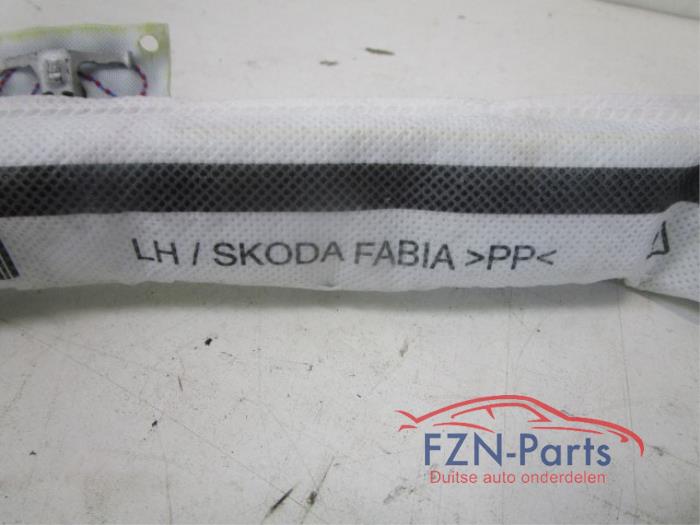 LH / SKODA FABIA >PP<
FZN-Parts
Duitse auto onderdelen